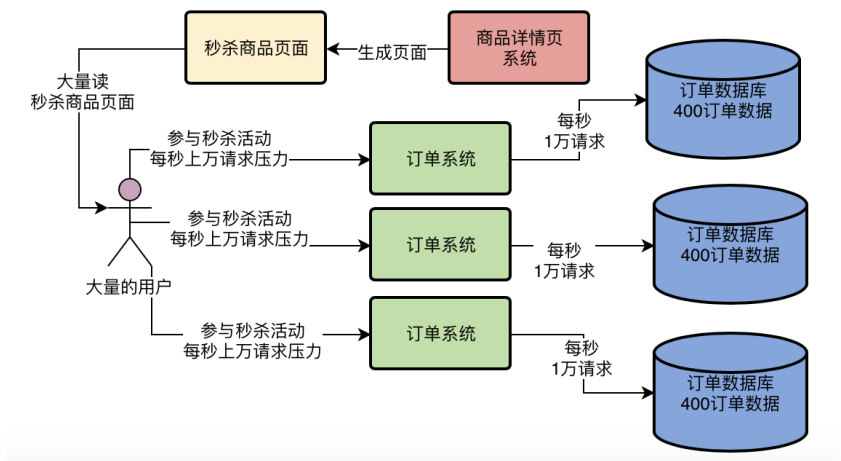 秒杀商品页面
生成页面
商品详情页
系统
大量读
秒杀商品页面
订单数据库
400订单数据
参与秒杀活动
每秒上万请求压力
订单系统
每秒
1万请求
参与秒杀活动
每秒上万请求压力
订单系统
每秒
1万请求
订单数据库
400订单数据
大量的用户
参与秒杀活动
每秒上万请求压力
订单系统
每秒
1万请求
订单数据库
400订单数据